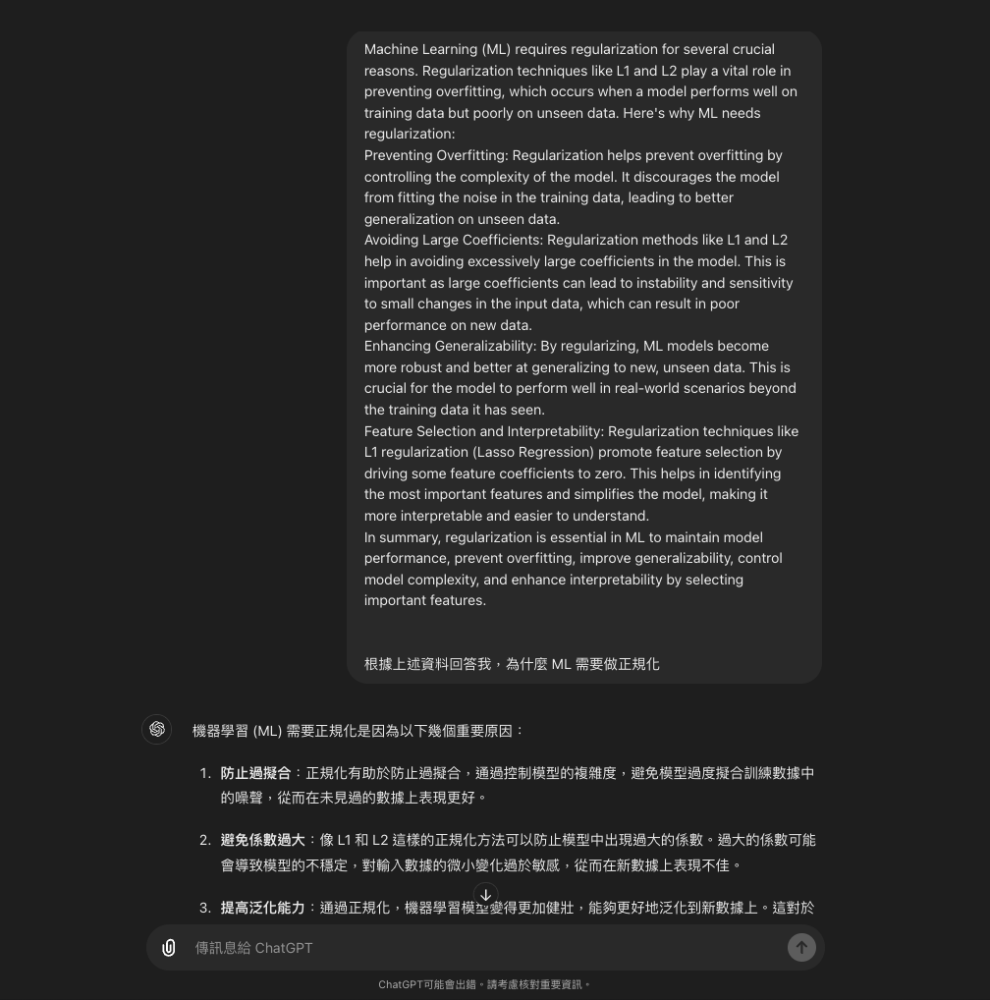 Machine Learning (ML) requires regularization for several crucial
reasons. Regularization techniques like L1 and L2 play a vital role in
preventing overfitting, which occurs when a model performs well on
training data but poorly on unseen data. Here's why ML needs
regularization:
Preventing Overfitting: Regularization helps prevent overfitting by
controlling the complexity of the model. It discourages the model
from fitting the noise in the training data, leading to better
generalization on unseen data.
Avoiding Large Coefficients: Regularization methods like L1 and L2
help in avoiding excessively large coefficients in the model. This is
important as large coefficients can lead to instability and sensitivity
to small changes in the input data, which can result in poor
performance on new data.
Enhancing Generalizability: By regularizing, ML models become
more robust and better at generalizing to new, unseen data. This is
crucial for the model to perform well in real-world scenarios beyond
the training data it has seen.
Feature Selection and Interpretability: Regularization techniques like
L1 regularization (Lasso Regression) promote feature selection by
driving some feature coefficients to zero. This helps in identifying
the most important features and simplifies the model, making it
more interpretable and easier to understand.
In summary, regularization is essential in ML to maintain model
performance, prevent overfitting, improve generalizability, control
model complexity, and enhance interpretability by selecting
important features.
根據上述資料回答我，為什麼 ML 需要做正規化
機器學習 (ML) 需要正規化是因為以下幾個重要原因：
1. 防止過擬合：正規化有助於防止過擬合，通過控制模型的複雜度，避免模型過度擬合訓練數據中
的噪聲，從而在未見過的數據上表現更好。
2. 避免係數過大：像 L1 和 L2 這樣的正規化方法可以防止模型中出現過大的係數。過大的係數可能
會導致模型的不穩定，對輸入數據的微小變化過於敏感，從而在新數據上表現不佳。
3. 提高泛化能力：通過正規化，機器學習模型變得更加健壯，能夠更好地泛化到新數據上。這對於
傳訊息給 ChatGPT
ChatGPT可能會出錯。請考慮核對重要資訊。